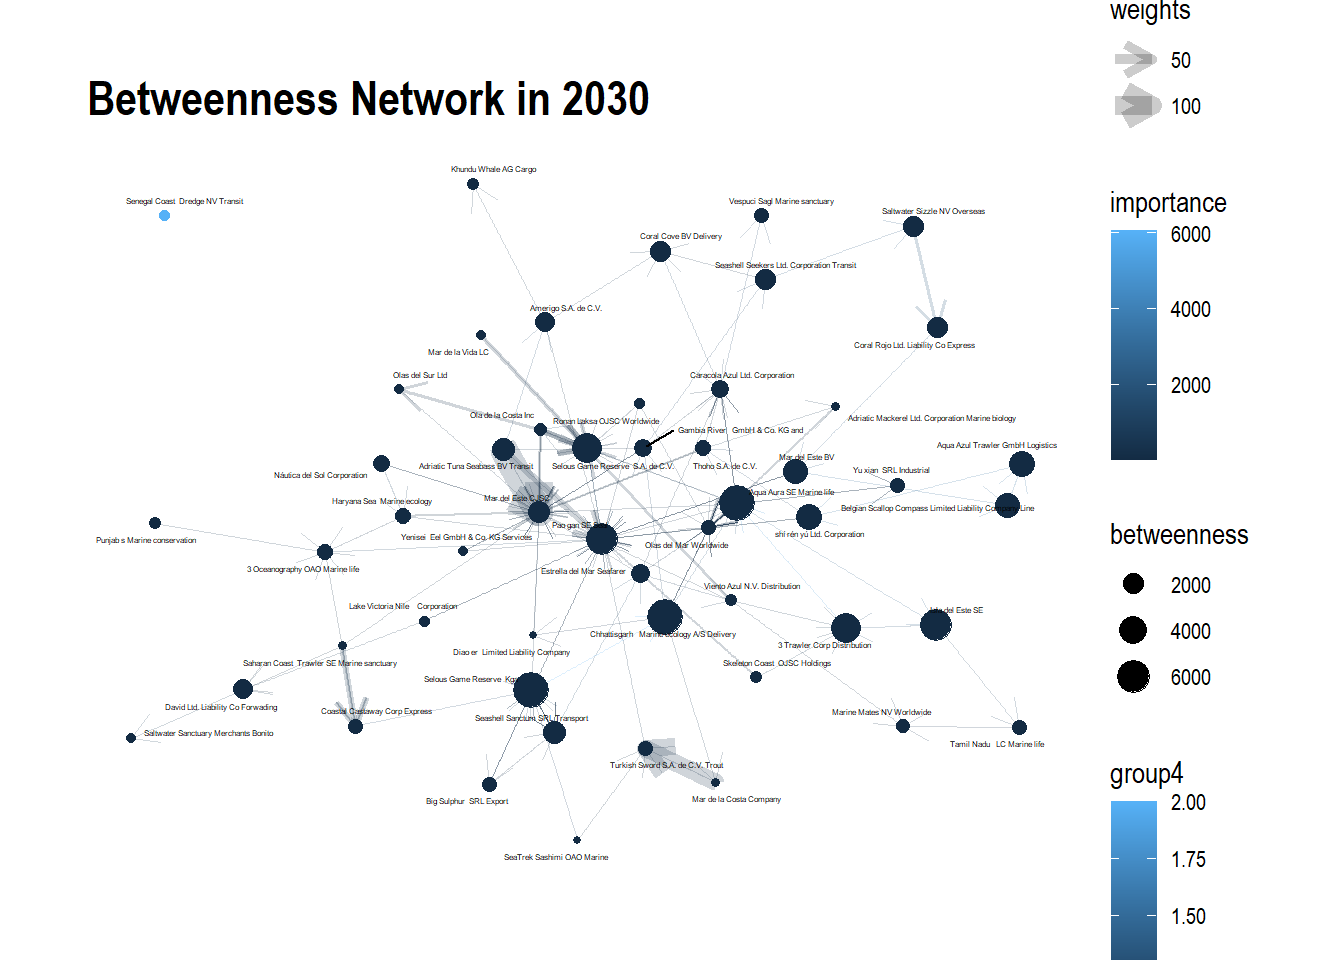 weights
50
100
Betweenness Network in 2030
Khundu Whale AG Cargo
Senegal Coast Dredge NV Transit
Vespuci Sagl Marine sanctuary
Saltwater Sizzle NV Overseas
importance
6000
4000
2000
Coral Cove BV Delivery
Seashell Seekers Ltd. Corporation Transit
Amerigo S.A. de C.V.
Mar de la Vida LC
Coral Rojo Ltd. Liability Co Express
Olas del Sur Ltd
Caracola Azul Ltd. Corporation
Ola de la Costa Inc
Ronan Laksa OJSC Worldwide
Adriatic Mackerel Ltd. Corporation Marine biology
Gambia River GmbH & Co. KG and
Aqua Azul Trawler GmbH Logistics
Adriatic Tuna Seabass BV Transit
Selous Game Reserve S.A. de C.V.
Thoho S.A. de C.V.
Mar del Este BV
Yu xian SRL Industrial
Náutica del Sol Corporation
Mar del Este CJSC
Aqua Aura SE Marine life
Haryana Sea Marine ecology
Belgian Scallop Compass Limited Liability Company Line
Pao gan SE
Punjab s Marine conservation
Yenisei Eel GmbH & Co. KG Services
Olas del Mar Worldwide
shí rén yú Ltd. Corporation
3 Oceanography OAO Marine life
Estrella del Mar Seafarer
Viento Azul N.V. Distribution
betweenness
2000
4000
6000
Lake Victoria Nile Corporation
Isla del Este SE
Chhattisgarh Marine ecology A/S Delivery
3 Trawler Corp Distribution
Diao er Limited Liability Company
Saharan Coast Trawler SE Marine sanctuary
Skeleton Coast OJSC Holdings
Selous Game Reserve
David Ltd. Liability Co Forwading
Coastal Castaway Corp Express
Seashell Sanctum SRL Transport
Marine Mates NV Worldwide
Saltwater Sanctuary Merchants Bonito
Tamil Nadu LC Marine life
Turkish Sword S.A. de C.V. Trout
group4
2.00
1.75
1.50
Big Sulphur SRL Export
Mar de la Costa Company
SeaTrek Sashimi OAO Marine